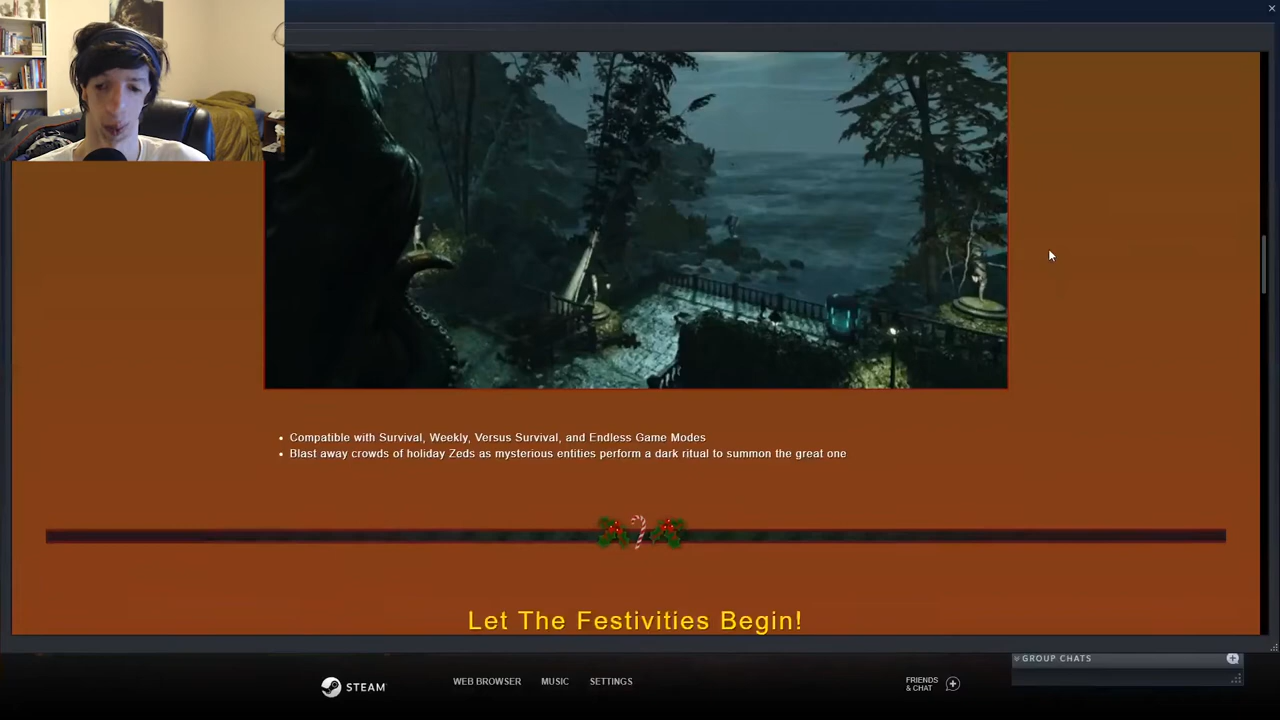 Compatible with Survival, Weekly, Versus Survival, and Endless Game Modes
Blast away crowds of holiday Zeds as mysterious entities perform a dark ritual to summon the great one
Let The Festivities Begin!
GROUP CHATS
STEAM
WEB BROWSER
MUSIC
SETTINGS
FRIENDS
& CHAT